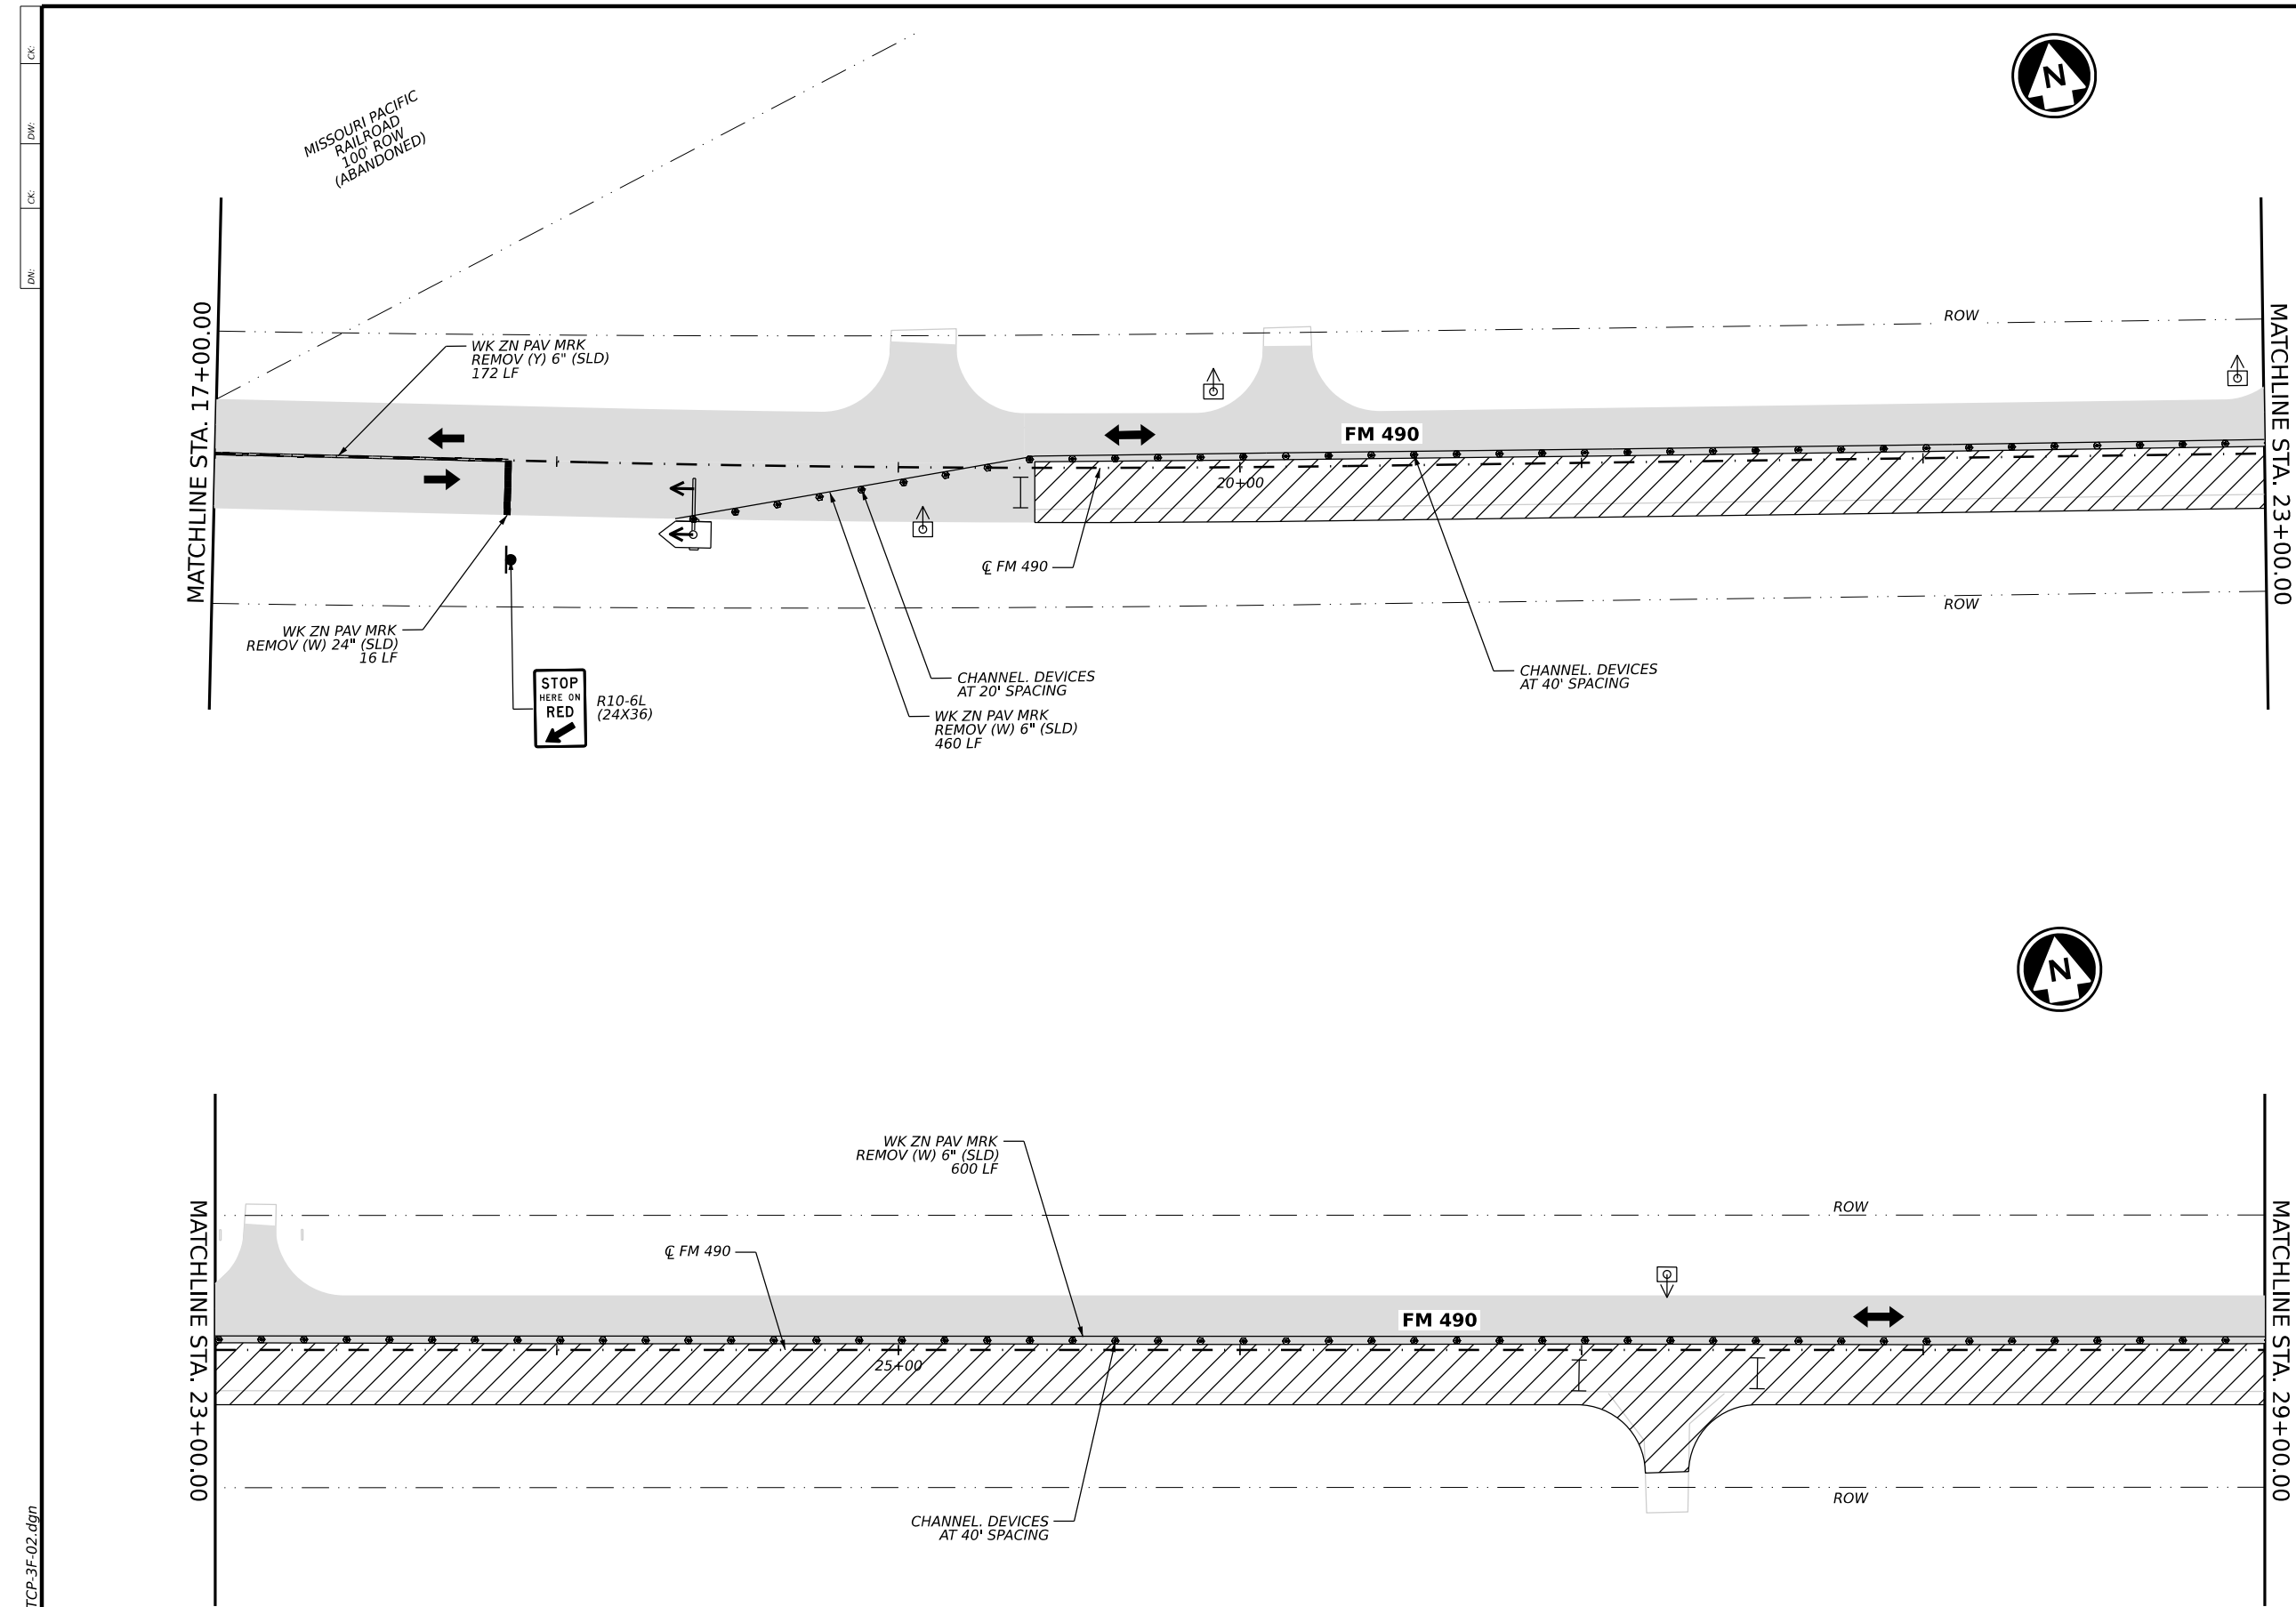 CK:
DW:
CK:
DN:
TCP-3F-02.dgn
N
MISSOURI PACIFIC
RAILROAD
100' ROW
(ABANDONED)
MATCHLINE STA. 17+00.00
MATCHLINE STA. 23+00.00
ROW
WK ZN PAV MRK
REMOV (Y) 6" (SLD)
172 LF
FM 490
20+00
℄ FM 490
ROW
WK ZN PAV MRK
REMOV (W) 24" (SLD)
16 LF
STOP
HERE ON
RED
R10-6L
(24X36)
CHANNEL. DEVICES
AT 20' SPACING
WK ZN PAV MRK
REMOV (W) 6" (SLD)
460 LF
CHANNEL. DEVICES
AT 40' SPACING
N
MATCHLINE STA. 23+00.00
MATCHLINE STA. 29+00.00
WK ZN PAV MRK
REMOV (W) 6" (SLD)
600 LF
ROW
℄ FM 490
FM 490
25+00
ROW
CHANNEL. DEVICES
AT 40' SPACING